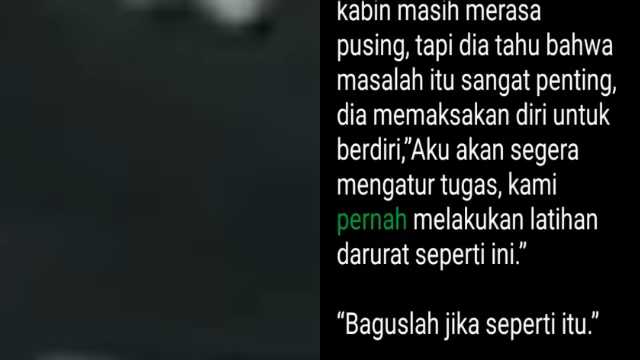 kabin masih merasa
pusing, tapi dia tahu bahwa
masalah itu sangat penting,
dia memaksakan diri untuk
berdiri,”Aku akan segera
mengatur tugas, kami
pernah melakukan latihan
darurat seperti ini.”
“Baguslah jika seperti itu.”